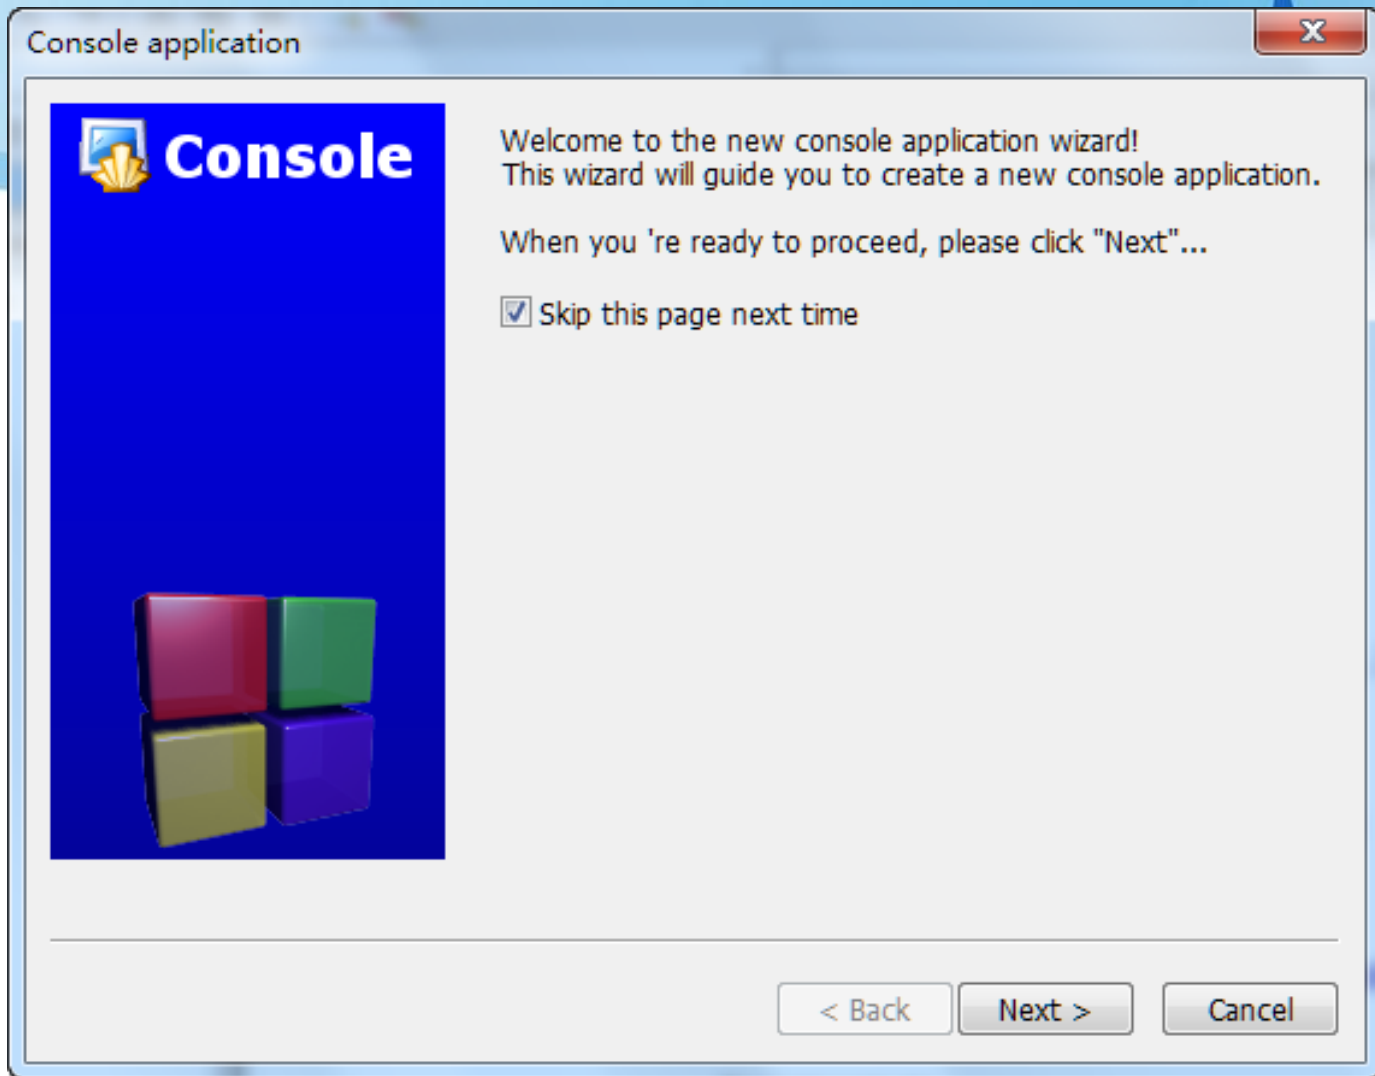 Console application
Console
Welcome to the new console application wizard!
This wizard will guide you to create a new console application.
When you 're ready to proceed, please click "Next"...
Skip this page next time
< Back
Next >
Cancel